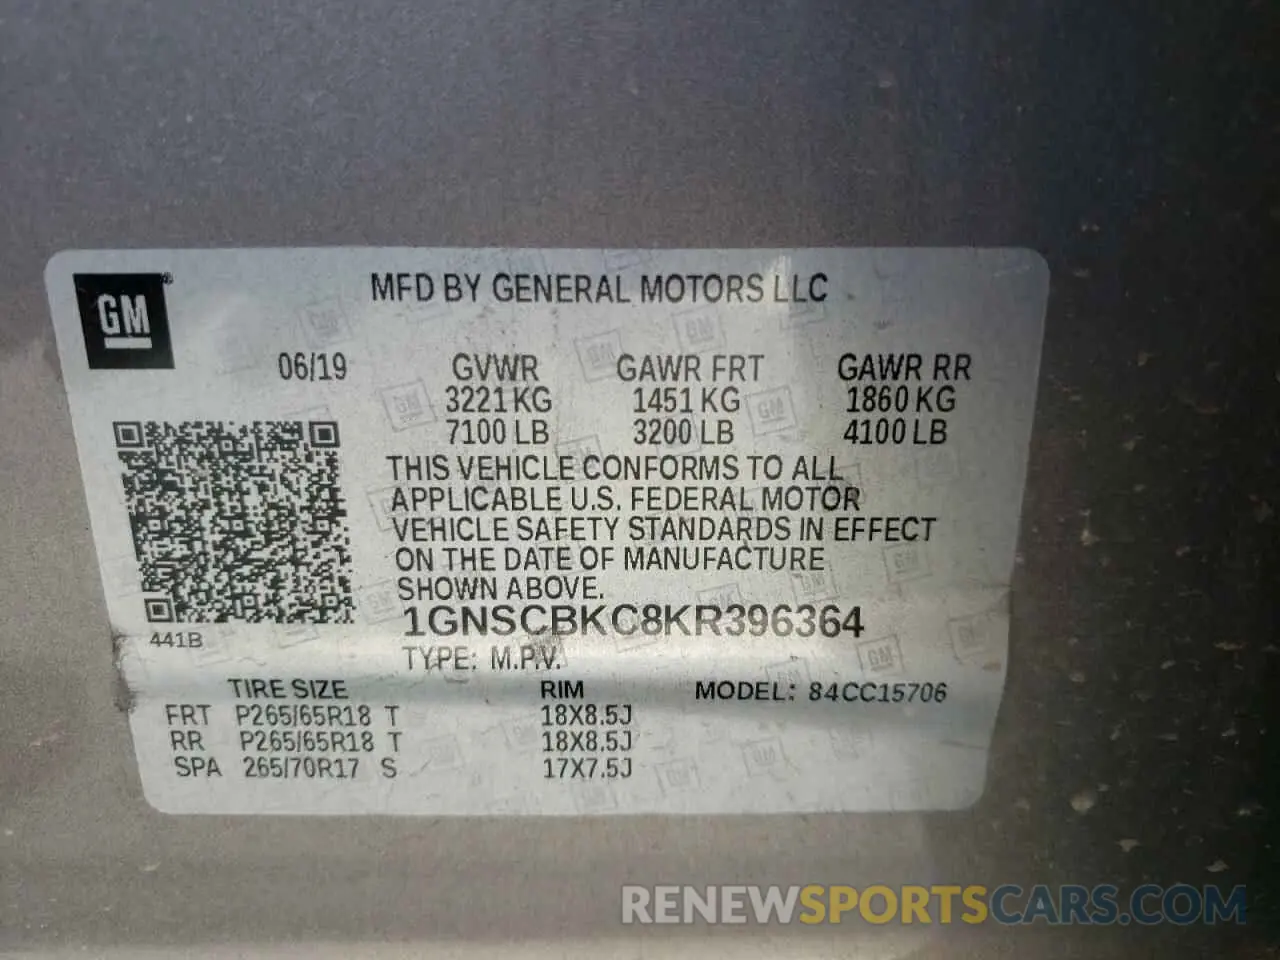 MFD BY GENERAL MOTORS LLC
GM
06/19 GVWR GAWR FRT GAWR RR
3221 KG 1451 KG 1860 KG
7100 LB 3200 LB 4100 LB
THIS VEHICLE CONFORMS TO ALL
APPLICABLE U.S. FEDERAL MOTOR
VEHICLE SAFETY STANDARDS IN EFFECT
ON THE DATE OF MANUFACTURE
SHOWN ABOVE.
1GNSCBKC8KR396364
441B
TYPE: M.P.V.
TIRE SIZE RIM MODEL: 84CC15706
FRT P265/65R18 T 18X8.5J
RR P265/65R18 T 18X8.5J
SPA 265/70R17 S 17X7.5J
RENEWSPORTSCARS.COM